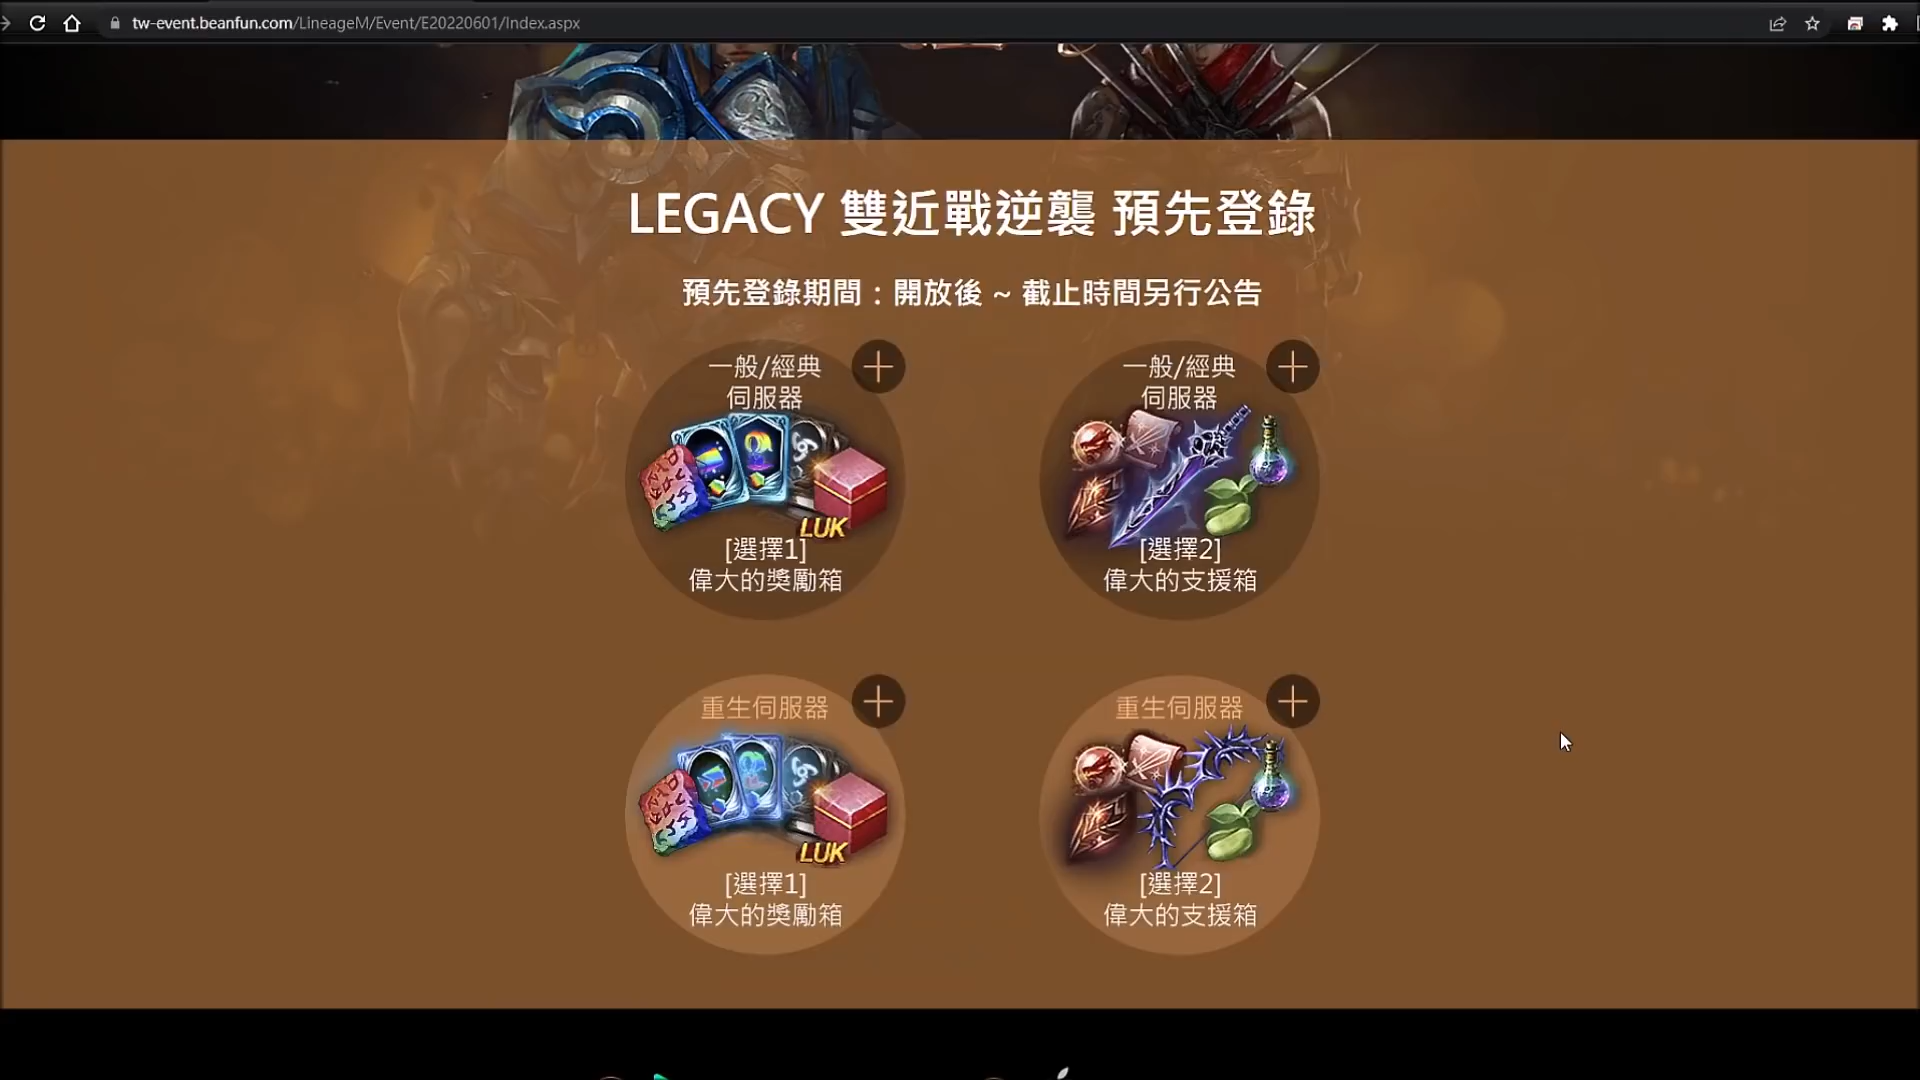 tw-event.beanfun.com/LineageM/Event/E20220601/Index.aspx
LEGACY 雙近戰逆襲 預先登錄
預先登錄期間：開放後 ~ 截止時間另行公告
一般/經典
伺服器
LUK
[選擇1]
偉大的獎勵箱
一般/經典
伺服器
[選擇2]
偉大的支援箱
重生伺服器
LUK
[選擇1]
偉大的獎勵箱
重生伺服器
[選擇2]
偉大的支援箱